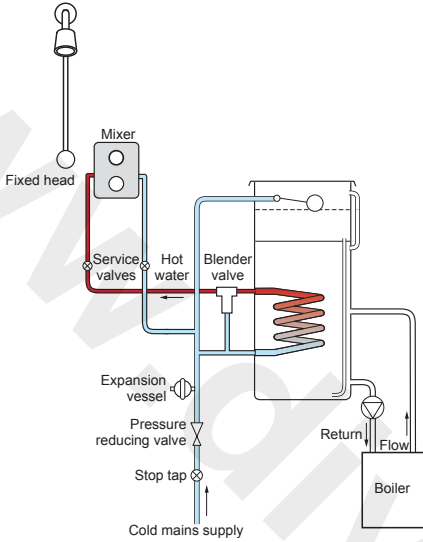 Mixer
Fixed head
Service
valves
Hot
water
Blender
valve
Expansion
vessel
Pressure
reducing valve
Stop tap
Cold mains supply
Return
Flow
Boiler
w.diy